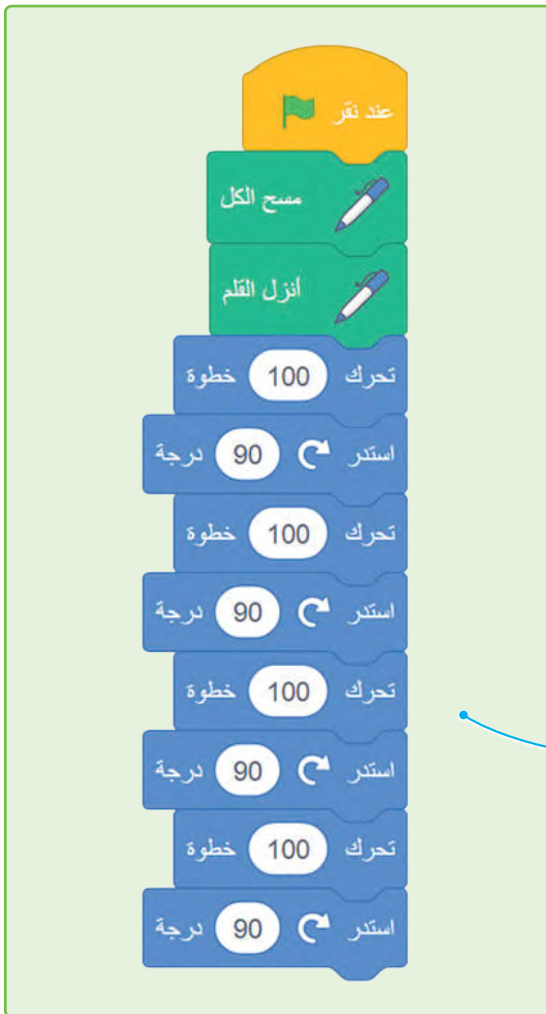 عند نقر
مسح الكل
أنزل القلم
تحرك 100 خطوة
استدر 90 درجة
تحرك 100 خطوة
استدر 90 درجة
تحرك 100 خطوة
استدر 90 درجة
تحرك 100 خطوة
استدر 90 درجة